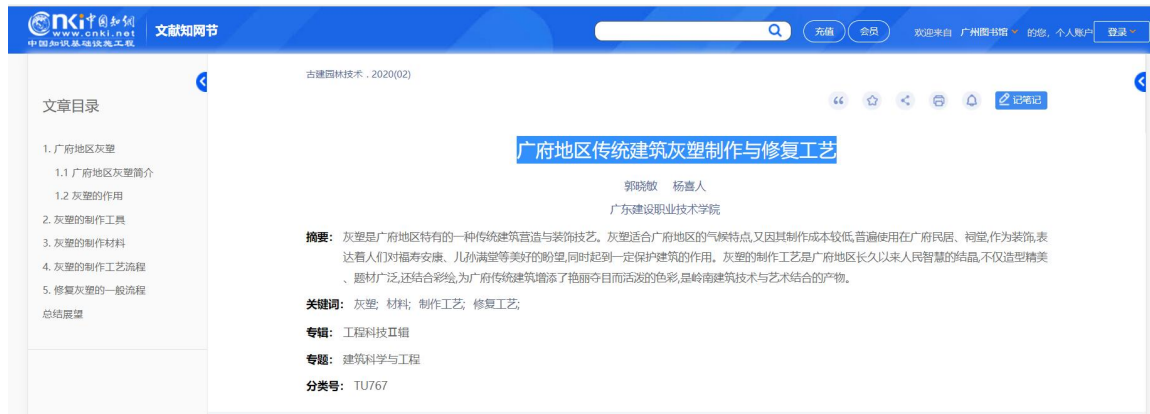 Cnki中国知网
www.cnki.net
中国知识基础设施工程
文献知网节
充值
会员
欢迎来自 广州图书馆 的您，个人账户
登录
文章目录
1. 广府地区灰塑
1.1 广府地区灰塑简介
1.2 灰塑的作用
2. 灰塑的制作工具
3. 灰塑的制作材料
4. 灰塑的制作工艺流程
5. 修复灰塑的一般流程
总结展望
古建园林技术 . 2020(02)
记笔记
广府地区传统建筑灰塑制作与修复工艺
郭晓敏 杨喜人
广东建设职业技术学院
摘要： 灰塑是广府地区特有的一种传统建筑营造与装饰技艺。灰塑适合广府地区的气候特点,又因其制作成本较低,普遍使用在广府民居、祠堂,作为装饰,表
达着人们对福寿安康、儿孙满堂等美好的盼望,同时起到一定保护建筑的作用。灰塑的制作工艺是广府地区长久以来人民智慧的结晶,不仅造型精美
、题材广泛,还结合彩绘,为广府传统建筑增添了艳丽夺目而活泼的色彩,是岭南建筑技术与艺术结合的产物。
关键词： 灰塑; 材料; 制作工艺; 修复工艺;
专辑： 工程科技Ⅱ辑
专题： 建筑科学与工程
分类号： TU767